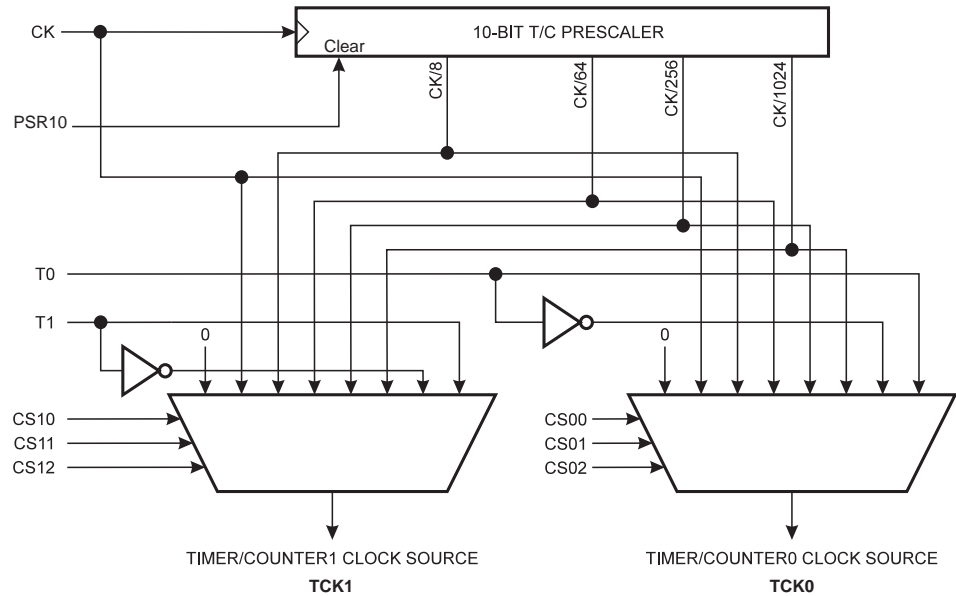 CK
10-BIT T/C PRESCALER
Clear
CK/8
CK/64
CK/256
CK/1024
PSR10
T0
T1
0
0
CS10
CS11
CS12
CS00
CS01
CS02
TIMER/COUNTER1 CLOCK SOURCE
TCK1
TIMER/COUNTER0 CLOCK SOURCE
TCK0